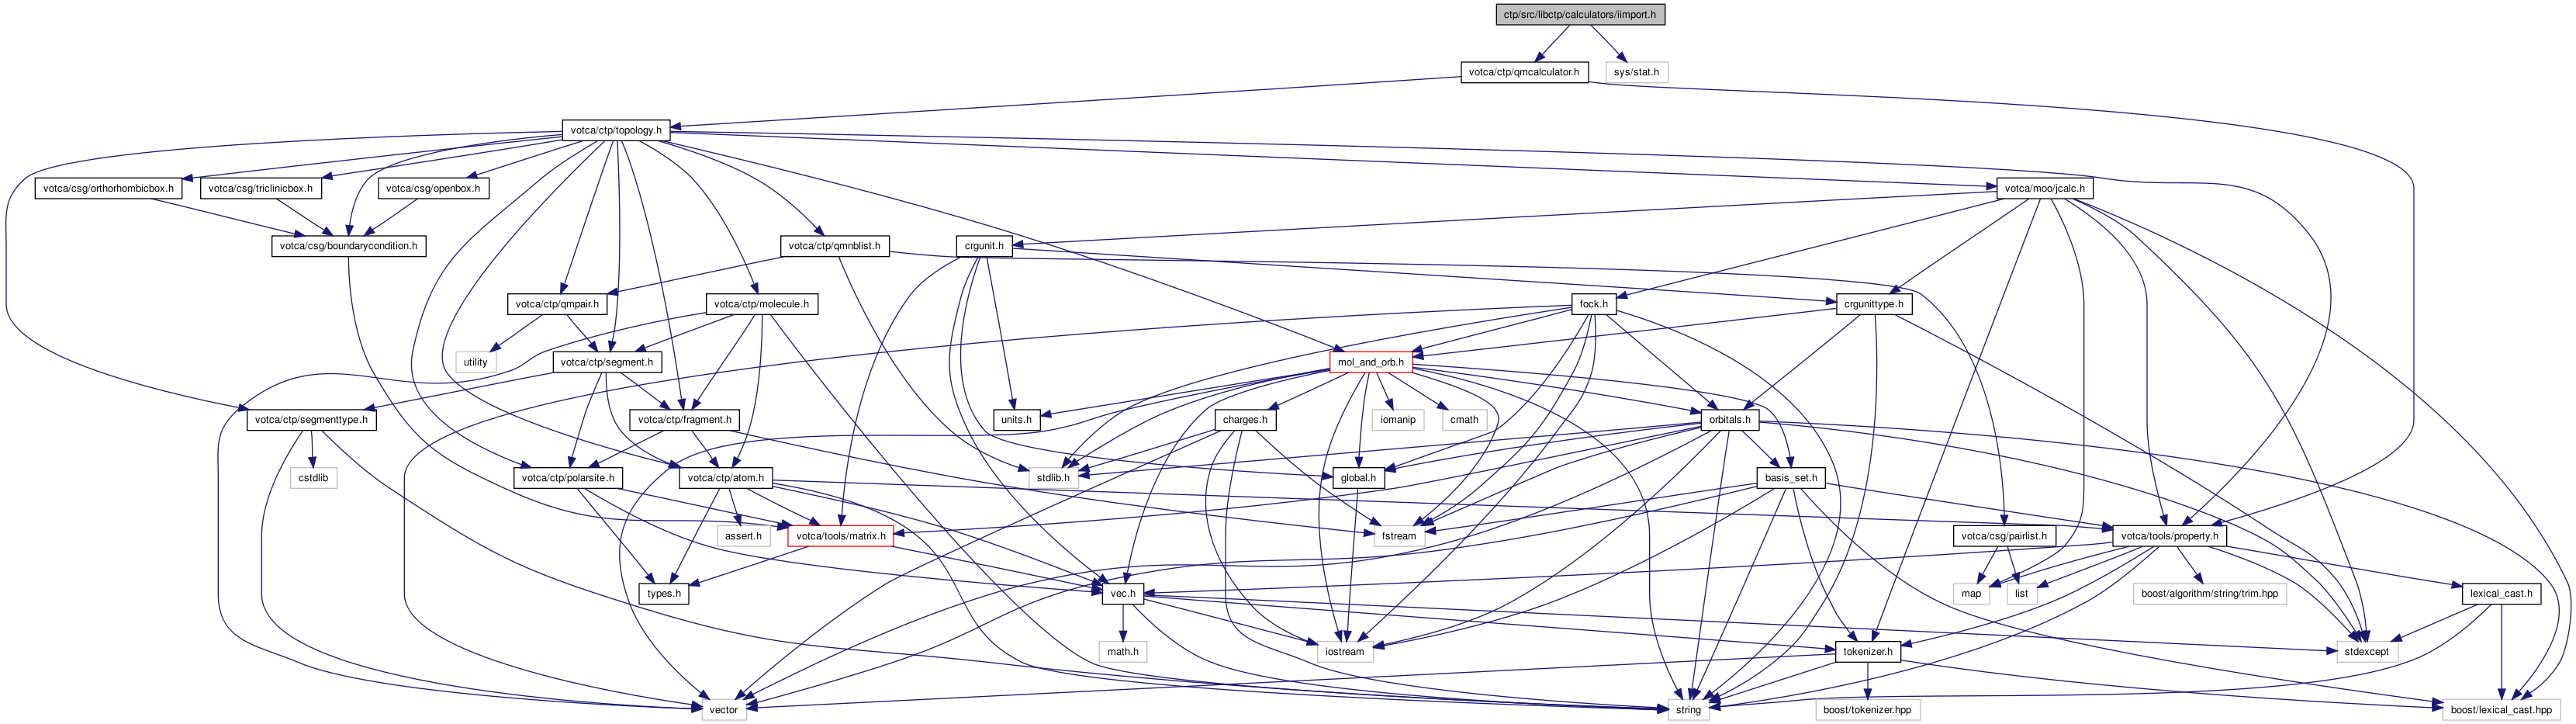 ctp/src/libctp/calculators/iimport.h
votca/ctp/qmcalculator.h
sys/stat.h
votca/ctp/topology.h
votca/csg/orthorhombicbox.h
votca/csg/triclinicbox.h
votca/csg/openbox.h
votca/moo/jcalc.h
votca/csg/boundarycondition.h
votca/ctp/qmnblist.h
crgunit.h
votca/ctp/qmpair.h
votca/ctp/molecule.h
fock.h
crgunittype.h
utility
votca/ctp/segment.h
mol_and_orb.h
votca/ctp/segmenttype.h
votca/ctp/fragment.h
units.h
charges.h
iomanip
cmath
orbitals.h
cstdlib
votca/ctp/polarsite.h
votca/ctp/atom.h
stdlib.h
global.h
basis_set.h
assert.h
votca/tools/matrix.h
fstream
votca/csg/pairlist.h
votca/tools/property.h
types.h
vec.h
map
list
boost/algorithm/string/trim.hpp
lexical_cast.h
math.h
iostream
tokenizer.h
stdexcept
vector
string
boost/tokenizer.hpp
boost/lexical_cast.hpp